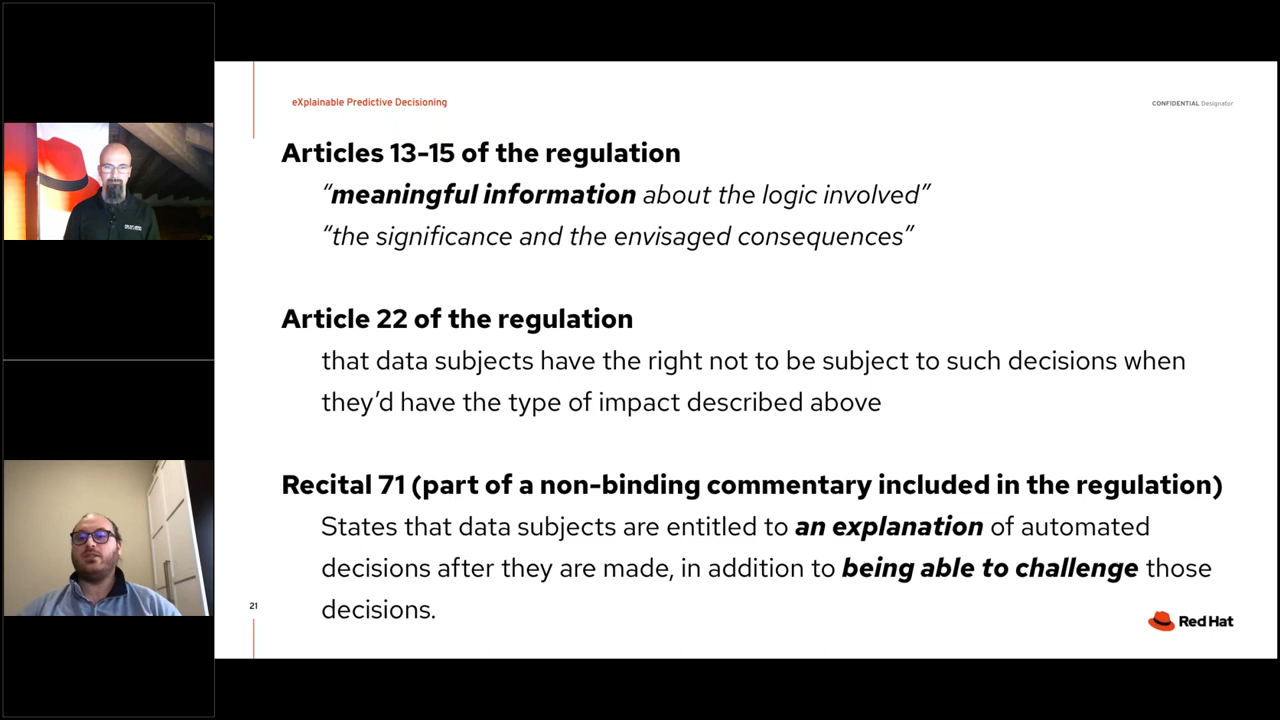 eXplainable Predictive Decisioning
CONFIDENTIAL Designator
Articles 13-15 of the regulation
“meaningful information about the logic involved”
“the significance and the envisaged consequences”
Article 22 of the regulation
that data subjects have the right not to be subject to such decisions when
they’d have the type of impact described above
Recital 71 (part of a non-binding commentary included in the regulation)
States that data subjects are entitled to an explanation of automated
decisions after they are made, in addition to being able to challenge those
decisions.
21
Red Hat